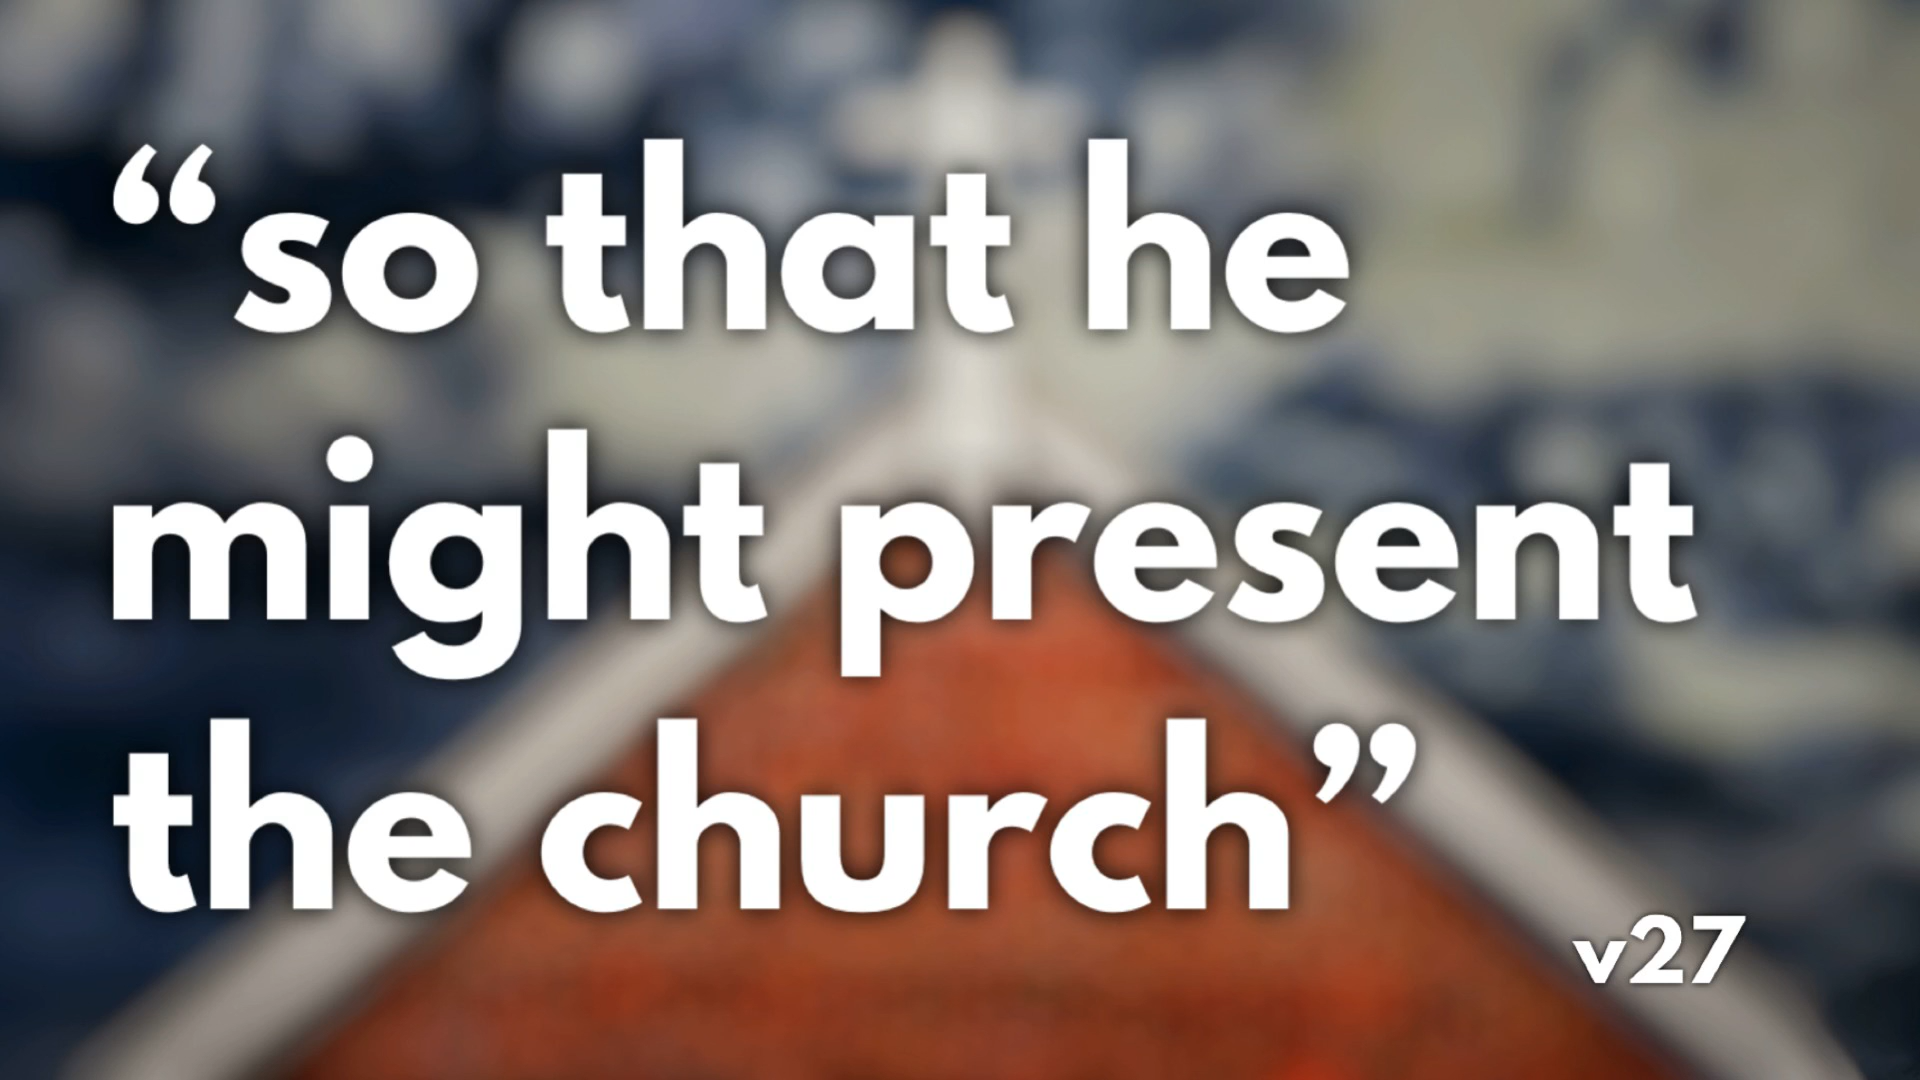 “so that he
might present
the church”
v27